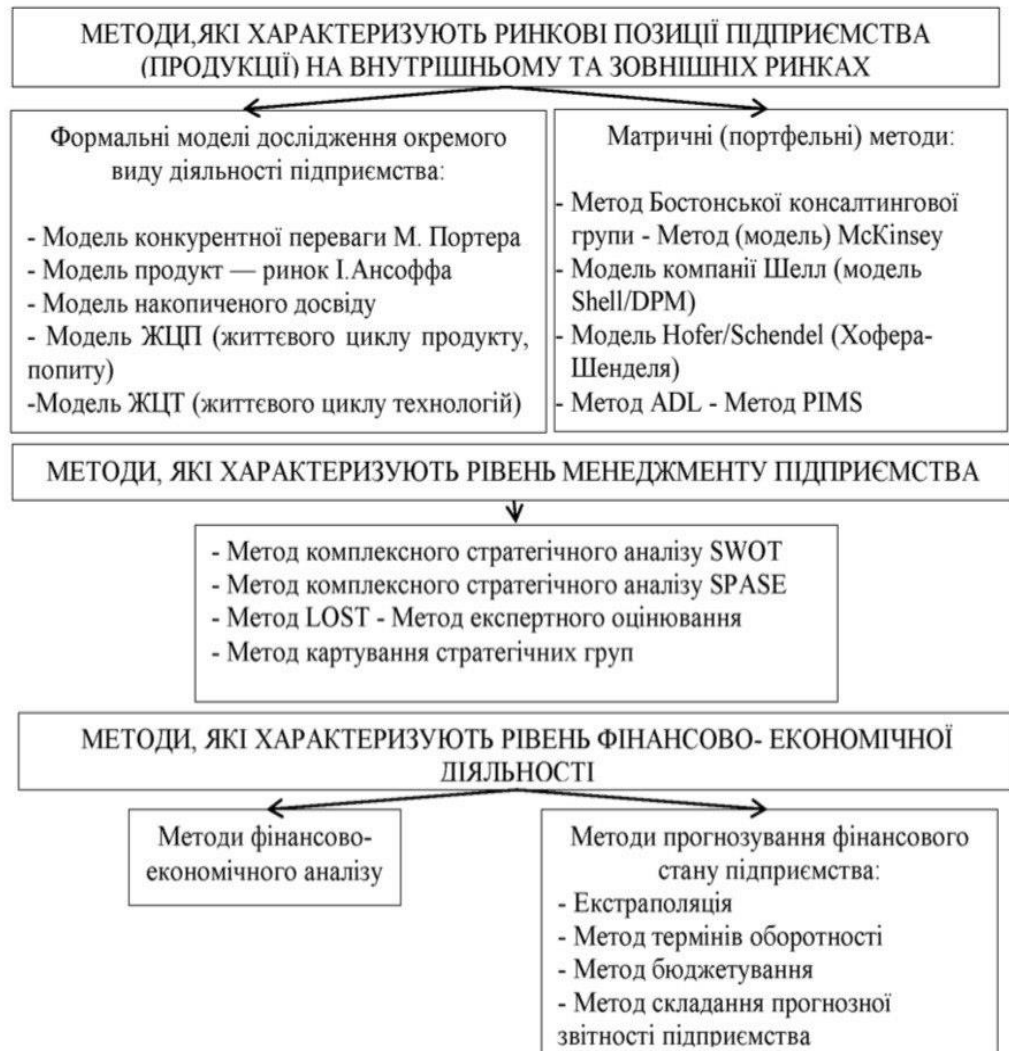 МЕТОДИ,ЯКІ ХАРАКТЕРИЗУЮТЬ РИНКОВІ ПОЗИЦІЇ ПІДПРИЄМСТВА
(ПРОДУКЦІЇ) НА ВНУТРІШНЬОМУ ТА ЗОВНІШНІХ РИНКАХ
Формальні моделі дослідження окремого
виду діяльності підприємства:
- Модель конкурентної переваги М. Портера
- Модель продукт — ринок І.Ансоффа
- Модель накопиченого досвіду
- Модель ЖЦП (життєвого циклу продукту,
попиту)
-Модель ЖЦТ (життєвого циклу технологій)
Матричні (портфельні) методи:
- Метод Бостонської консалтингової
групи - Метод (модель) McKinsey
- Модель компанії Шелл (модель
Shell/DPM)
- Модель Hofer/Schendel (Хофера-
Шенделя)
- Метод ADL - Метод PIMS
МЕТОДИ, ЯКІ ХАРАКТЕРИЗУЮТЬ РІВЕНЬ МЕНЕДЖМЕНТУ ПІДПРИЄМСТВА
- Метод комплексного стратегічного аналізу SWOT
- Метод комплексного стратегічного аналізу SPASE
- Метод LOST - Метод експертного оцінювання
- Метод картування стратегічних груп
МЕТОДИ, ЯКІ ХАРАКТЕРИЗУЮТЬ РІВЕНЬ ФІНАНСОВО- ЕКОНОМІЧНОЇ
ДІЯЛЬНОСТІ
Методи фінансово-
економічного аналізу
Методи прогнозування фінансового
стану підприємства:
- Екстраполяція
- Метод термінів оборотності
- Метод бюджетування
- Метод складання прогнозної
звітності підприємства